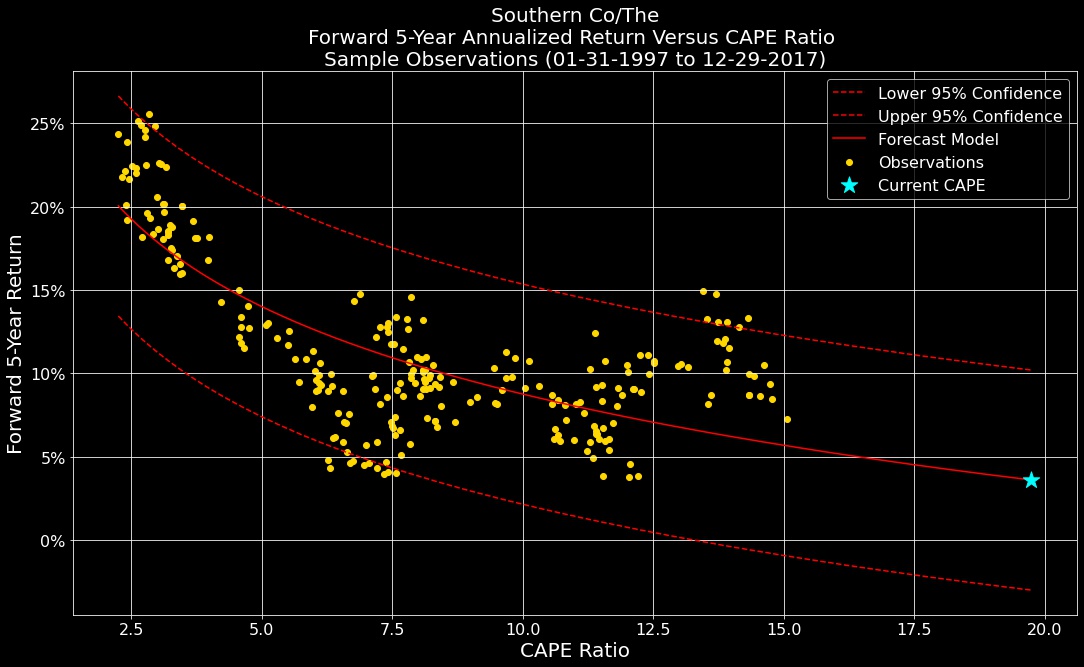 Southern Co/The
Forward 5-Year Annualized Return Versus CAPE Ratio
Sample Observations (01-31-1997 to 12-29-2017)
Lower 95% Confidence
Upper 95% Confidence
Forecast Model
Observations
Current CAPE
Forward 5-Year Return
25%
20%
15%
10%
5%
0%
2.5 5.0 7.5 10.0 12.5 15.0 17.5 20.0
CAPE Ratio